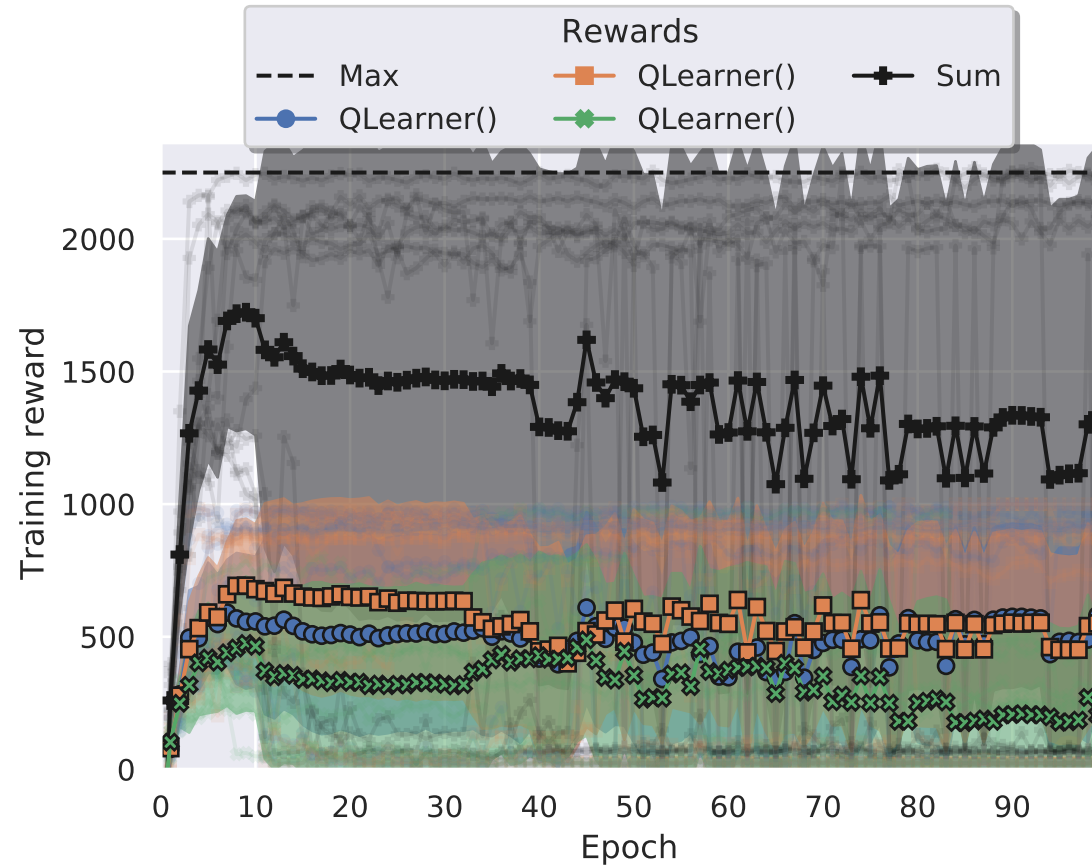 Rewards
Max QLearner() Sum
QLearner() QLearner()
2000
1500
1000
500
0
Training reward
0 10 20 30 40 50 60 70 80 90
Epoch